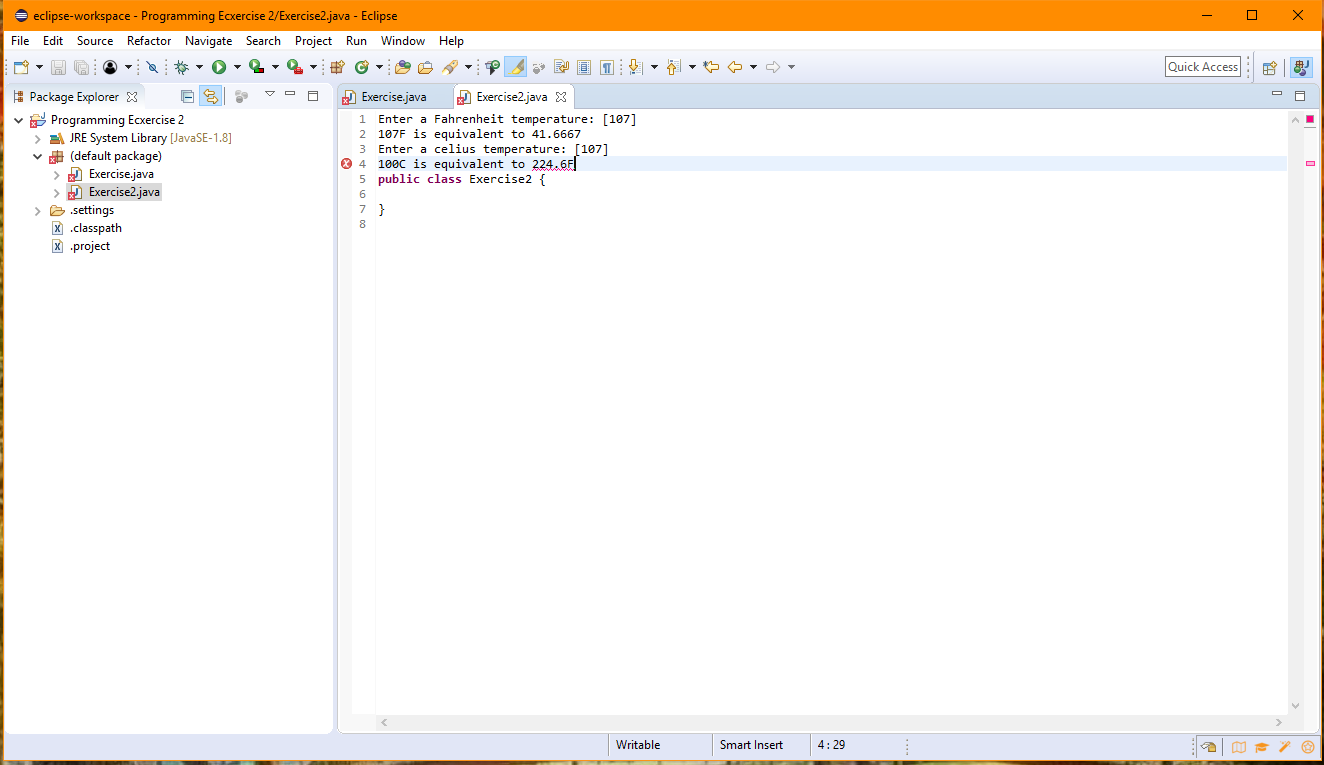 eclipse-workspace - Programming Ecxercise 2/Exercise2.java - Eclipse
File Edit Source Refactor Navigate Search Project Run Window Help
Quick Access
Package Explorer
Programming Ecxercise 2
JRE System Library [JavaSE-1.8]
(default package)
Exercise.java
Exercise2.java
.settings
.classpath
.project
Exercise.java Exercise2.java
1 Enter a Fahrenheit temperature: [107]
2 107F is equivalent to 41.6667
3 Enter a celius temperature: [107]
4 100C is equivalent to 224.6F
5 public class Exercise2 {
6
7 }
8
Writable Smart Insert 4 : 29